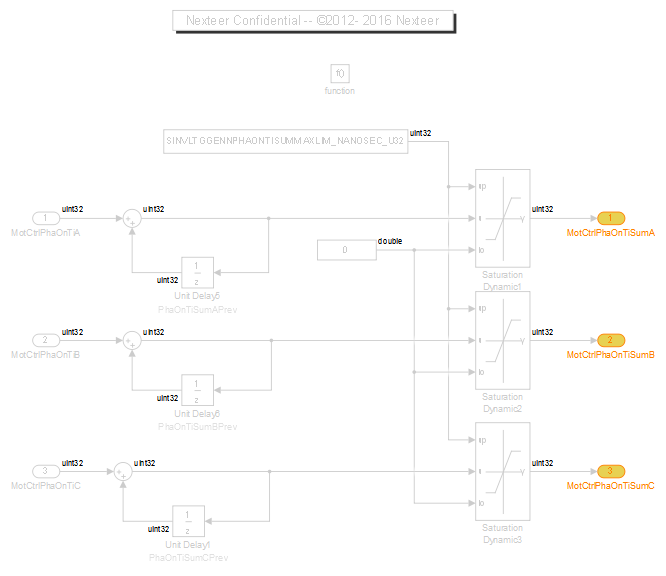 Nexteer Confidential -- ©2012- 2016 Nexteer
f()
function
SINVLTGGENNPHAONTISUMMAXLIM_NANOSEC_U32
uint32
1
uint32
MotCtrlPhaOnTiA
+
+
uint32
up
u
lo
y
uint32
1
MotCtrlPhaOnTiSumA
0
double
uint32
1
z
Unit Delay5
PhaOnTiSumAPrev
Saturation
Dynamic1
2
uint32
MotCtrlPhaOnTiB
+
+
uint32
up
u
lo
y
uint32
2
MotCtrlPhaOnTiSumB
uint32
1
z
Unit Delay6
PhaOnTiSumBPrev
Saturation
Dynamic2
3
uint32
MotCtrlPhaOnTiC
+
+
uint32
up
u
lo
y
uint32
3
MotCtrlPhaOnTiSumC
uint32
1
z
Unit Delay1
PhaOnTiSumCPrev
Saturation
Dynamic3